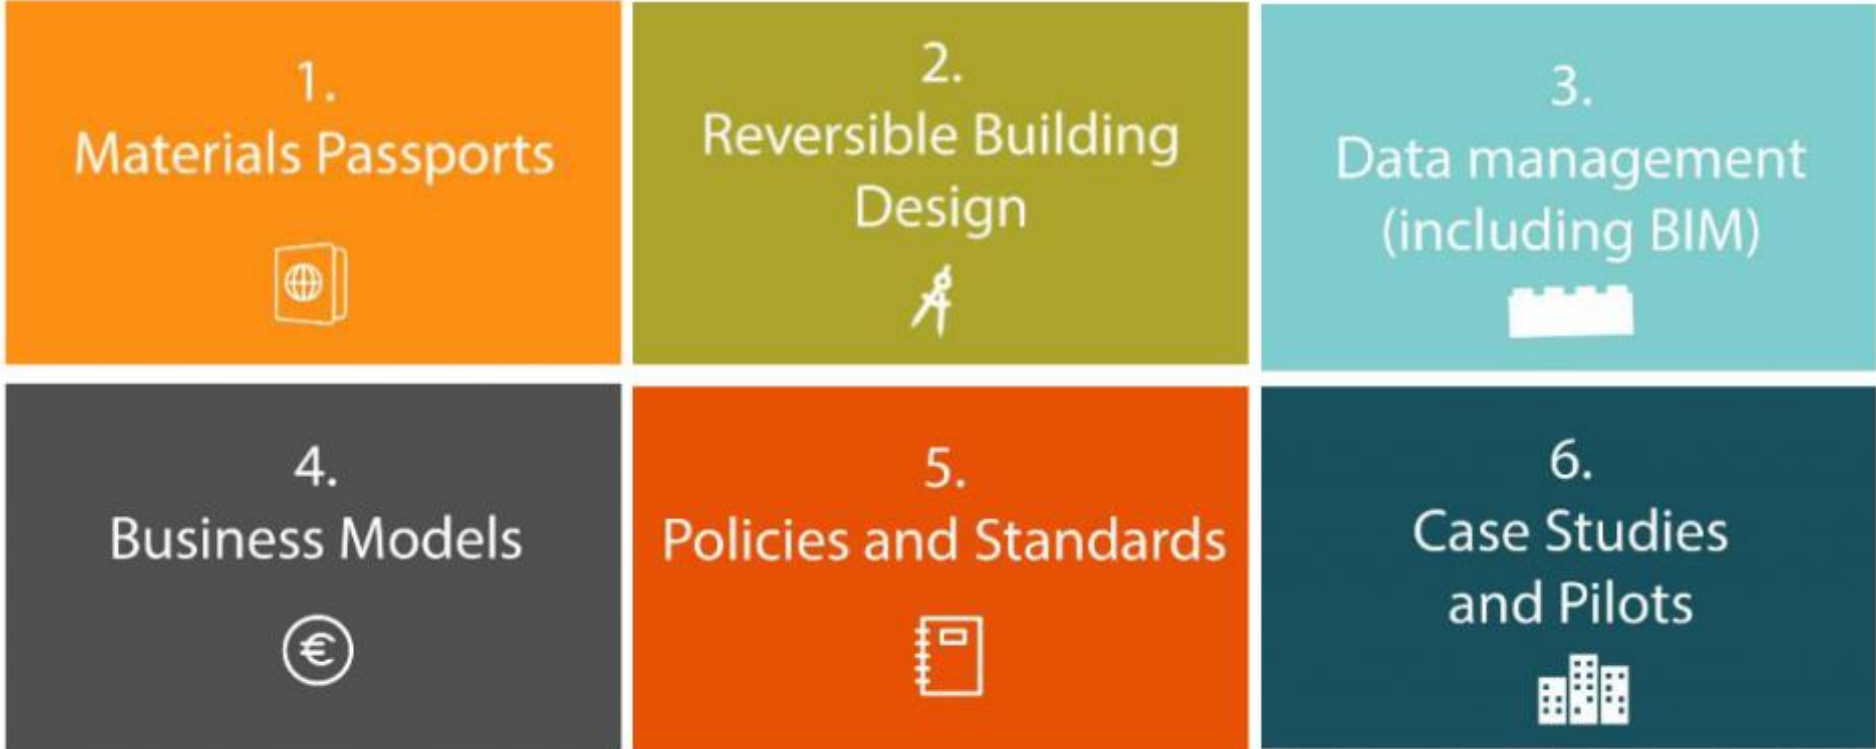 1.
Materials Passports
2.
Reversible Building
Design
3.
Data management
(including BIM)
4.
Business Models
€
5.
Policies and Standards
6.
Case Studies
and Pilots